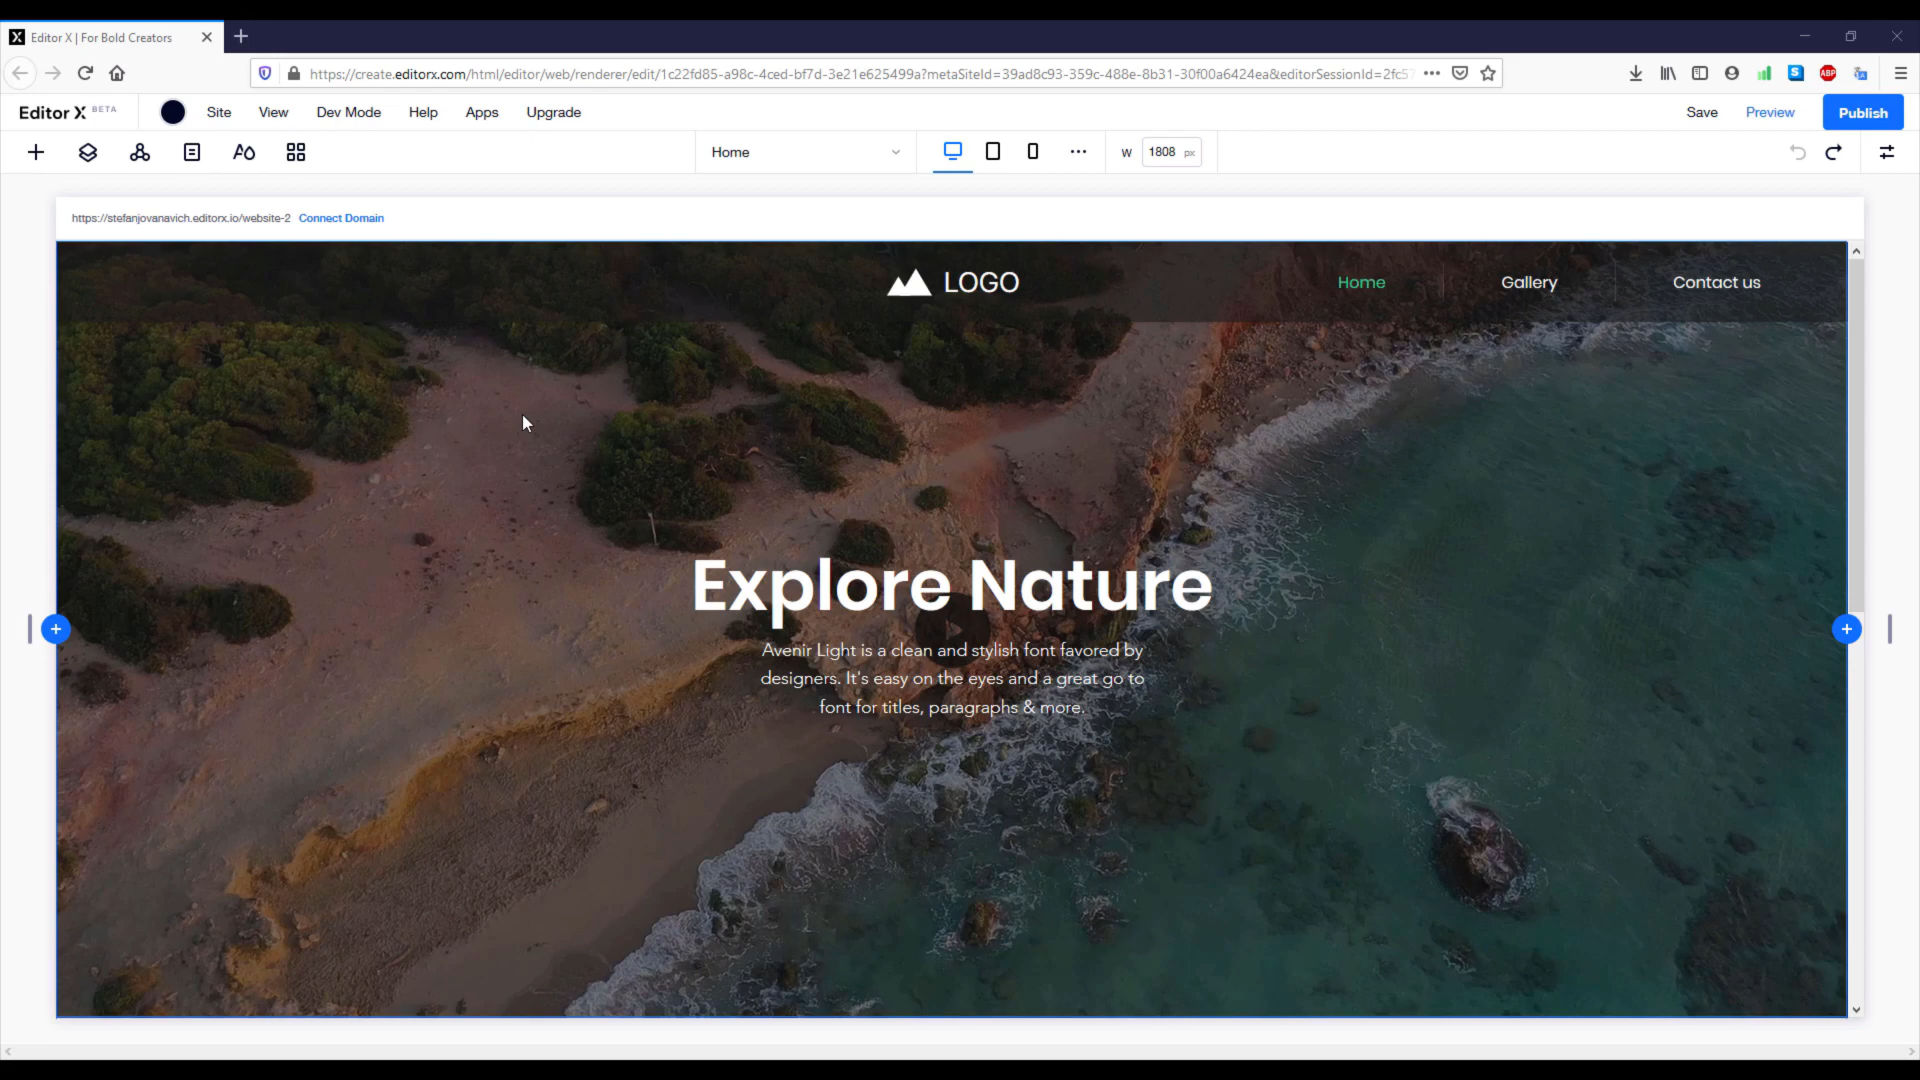 Editor X | For Bold Creators
https://create.editorx.com/html/editor/web/renderer/edit/1c22fd85-a98c-4ced-bf7d-3e21e625499a?metaSiteId=39ad8c93-359c-488e-8b31-30f00a6424ea&editorSessionId=2fc57
S
ABP
Editor X BETA
Site
View
Dev Mode
Help
Apps
Upgrade
Save
Preview
Publish
Home
W
1808 px
https://stefanjovanavich.editorx.io/website-2 Connect Domain
LOGO
Home
Gallery
Contact us
Explore Nature
Avenir Light is a clean and stylish font favored by
designers. It's easy on the eyes and a great go to
font for titles, paragraphs & more.